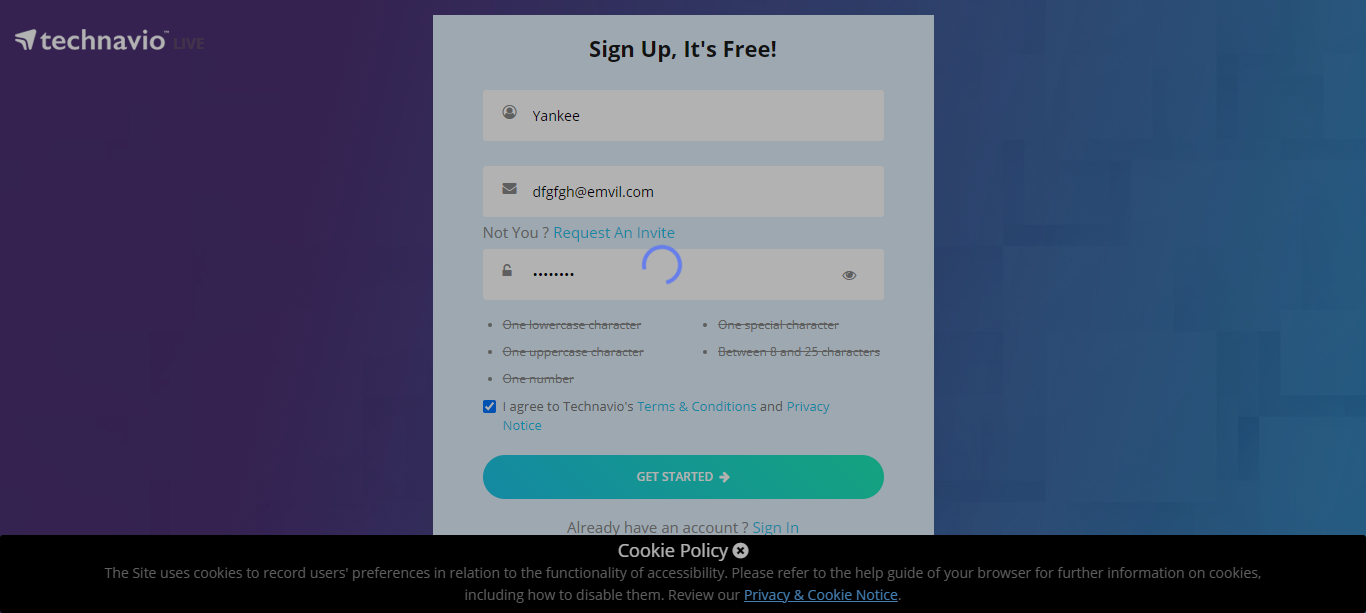 technavio™ LIVE
Sign Up, It's Free!
Yankee
dfgfgh@emvil.com
Not You ? Request An Invite
••••••••
• One lowercase character
• One special character
• One uppercase character
• Between 8 and 25 characters
• One number
I agree to Technavio's Terms & Conditions and Privacy
Notice
GET STARTED
Already have an account ? Sign In
Cookie Policy
The Site uses cookies to record users' preferences in relation to the functionality of accessibility. Please refer to the help guide of your browser for further information on cookies,
including how to disable them. Review our Privacy & Cookie Notice.